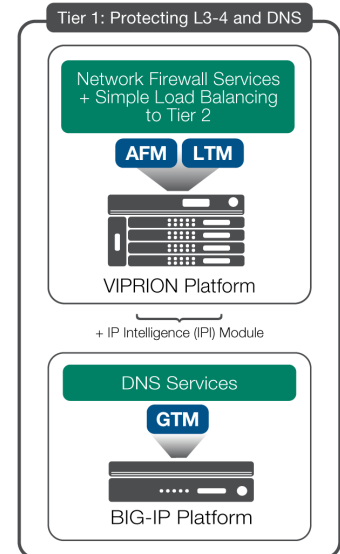 Tier 1: Protecting L3-4 and DNS
Network Firewall Services
+ Simple Load Balancing
to Tier 2
AFM LTM
VIPRION Platform
+ IP Intelligence (IPI) Module
DNS Services
GTM
BIG-IP Platform